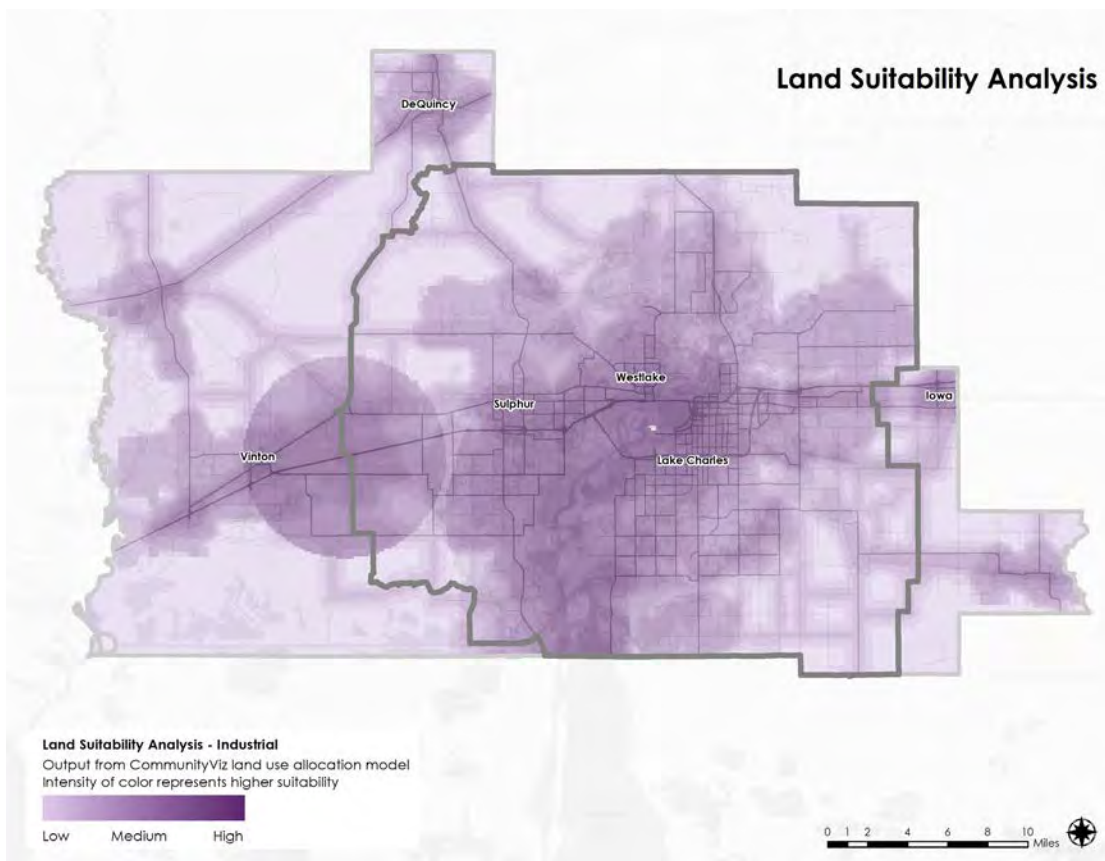 Land Suitability Analysis
DeQuincy
Westlake
Iowa
Sulphur
Vinton
Lake Charles
Land Suitability Analysis - Industrial
Output from CommunityViz land use allocation model
Intensity of color represents higher suitability
Low Medium High
0 1 2 4 6 8 10
Miles